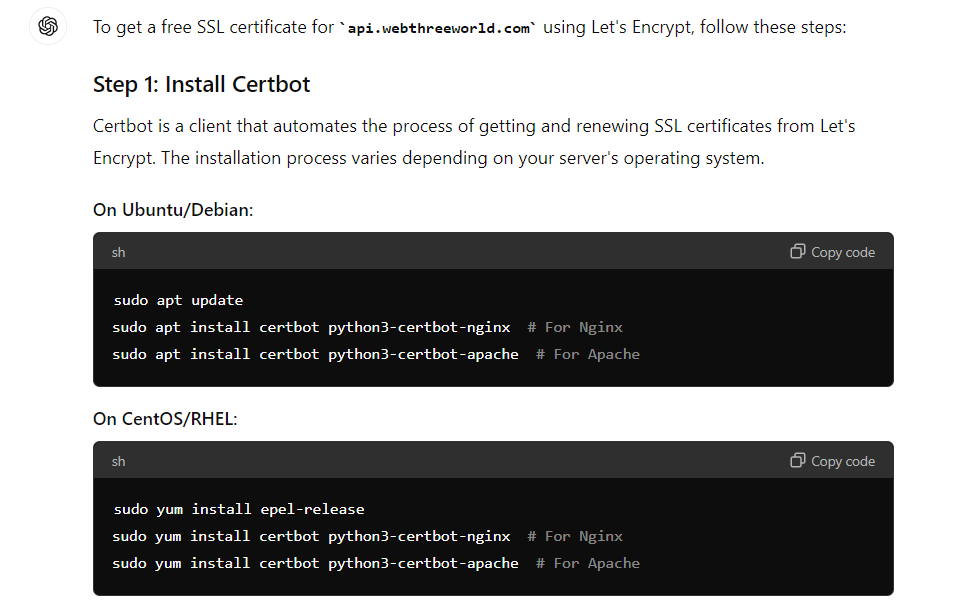 To get a free SSL certificate for `api.webthreeworld.com` using Let's Encrypt, follow these steps:
Step 1: Install Certbot
Certbot is a client that automates the process of getting and renewing SSL certificates from Let's
Encrypt. The installation process varies depending on your server's operating system.
On Ubuntu/Debian:
sh Copy code
sudo apt update
sudo apt install certbot python3-certbot-nginx  # For Nginx
sudo apt install certbot python3-certbot-apache  # For Apache
On CentOS/RHEL:
sh Copy code
sudo yum install epel-release
sudo yum install certbot python3-certbot-nginx  # For Nginx
sudo yum install certbot python3-certbot-apache  # For Apache